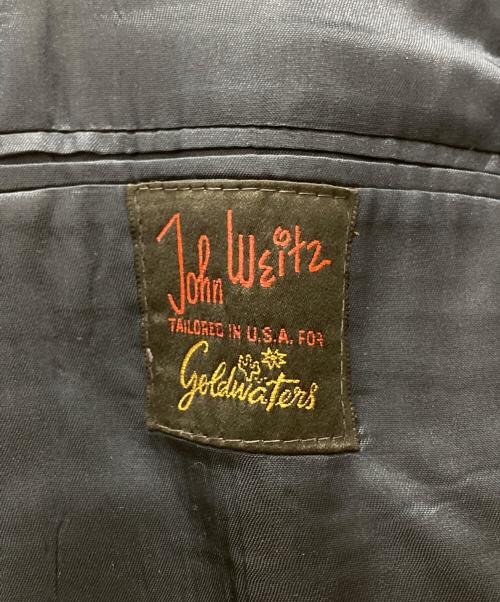 John Weitz
TAILORED IN U.S.A. FOR
Goldwaters